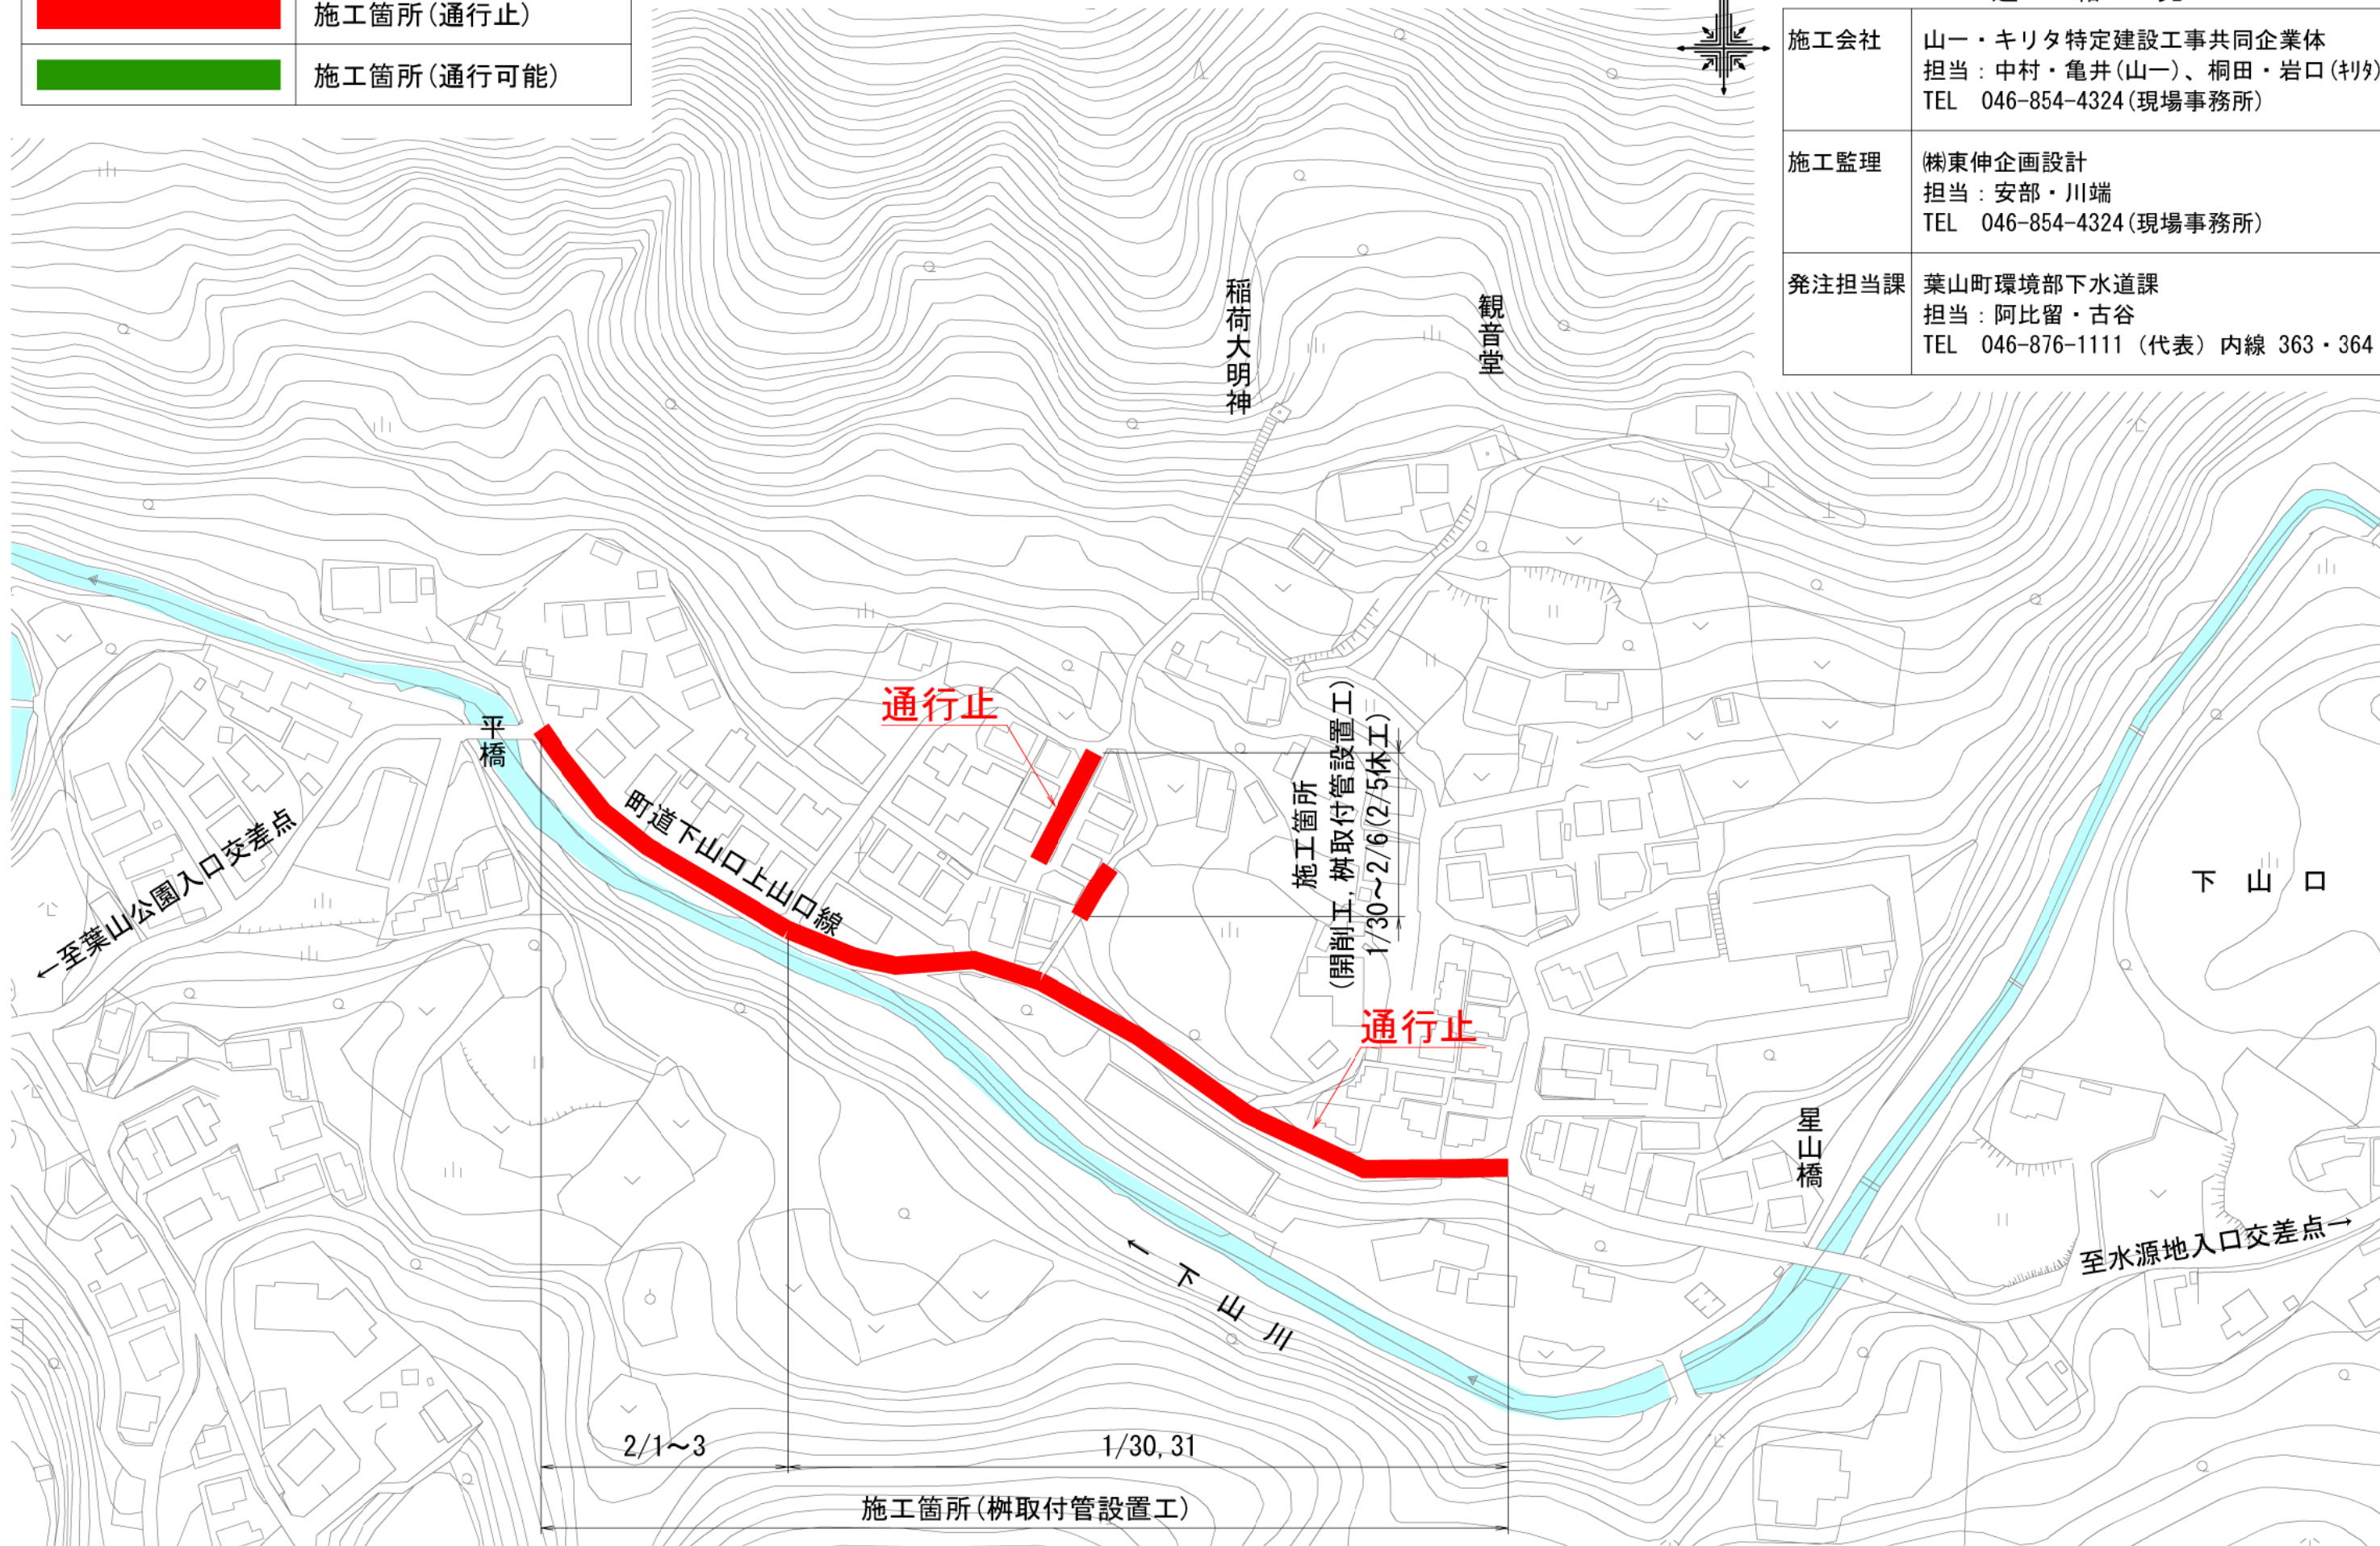 施工箇所(通行止)
施工箇所(通行可能)
施工会社
山一・キリタ特定建設工事共同企業体
担当：中村・亀井(山一)、桐田・岩口(ｷﾘﾀ)
TEL 046-854-4324(現場事務所)
施工監理
㈱東伸企画設計
担当：安部・川端
TEL 046-854-4324(現場事務所)
発注担当課
葉山町環境部下水道課
担当：阿比留・古谷
TEL 046-876-1111（代表）内線 363・364
稲荷大明神
観音堂
通行止
平橋
町道下山口上山口線
←至葉山公園入口交差点
施工箇所
(開削工,桝取付管設置工)
1/30～2/6(2/5休工)
下山口
通行止
星山橋
至水源地入口交差点→
←下山川
2/1～3
1/30,31
施工箇所(桝取付管設置工)